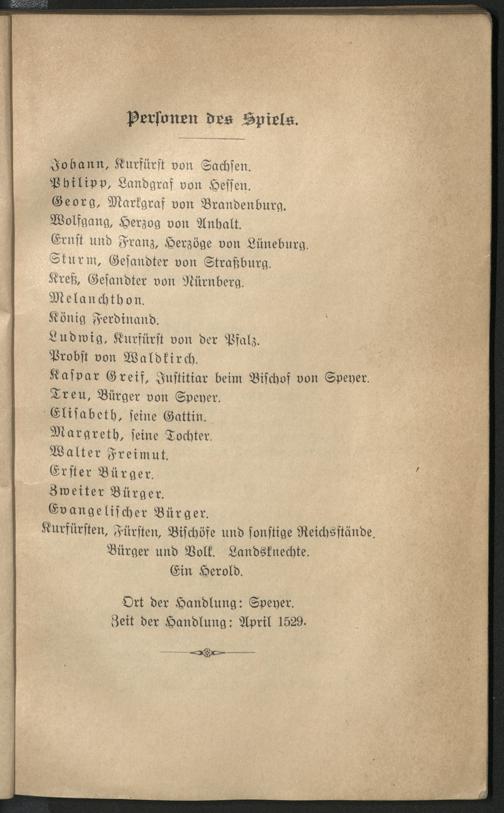 Personen des Spiels.
Johann, Kurfürst von Sachsen.
Philipp, Landgraf von Hessen.
Georg, Markgraf von Brandenburg.
Wolfgang, Herzog von Anhalt.
Ernst und Franz, Herzöge von Lüneburg.
Sturm, Gesandter von Straßburg.
Kreß, Gesandter von Nürnberg.
Melanchthon.
König Ferdinand.
Ludwig, Kurfürst von der Pfalz.
Probst von Waldkirch.
Kaspar Greif, Justitiar beim Bischof von Speyer.
Treu, Bürger von Speyer.
Elisabeth, seine Gattin.
Margreth, seine Tochter.
Walter Freimut.
Erster Bürger.
Zweiter Bürger.
Evangelischer Bürger.
Kurfürsten, Fürsten, Bischöfe und sonstige Reichsstände.
Bürger und Volk. Landsknechte.
Ein Herold.
Ort der Handlung: Speyer.
Zeit der Handlung: April 1529.